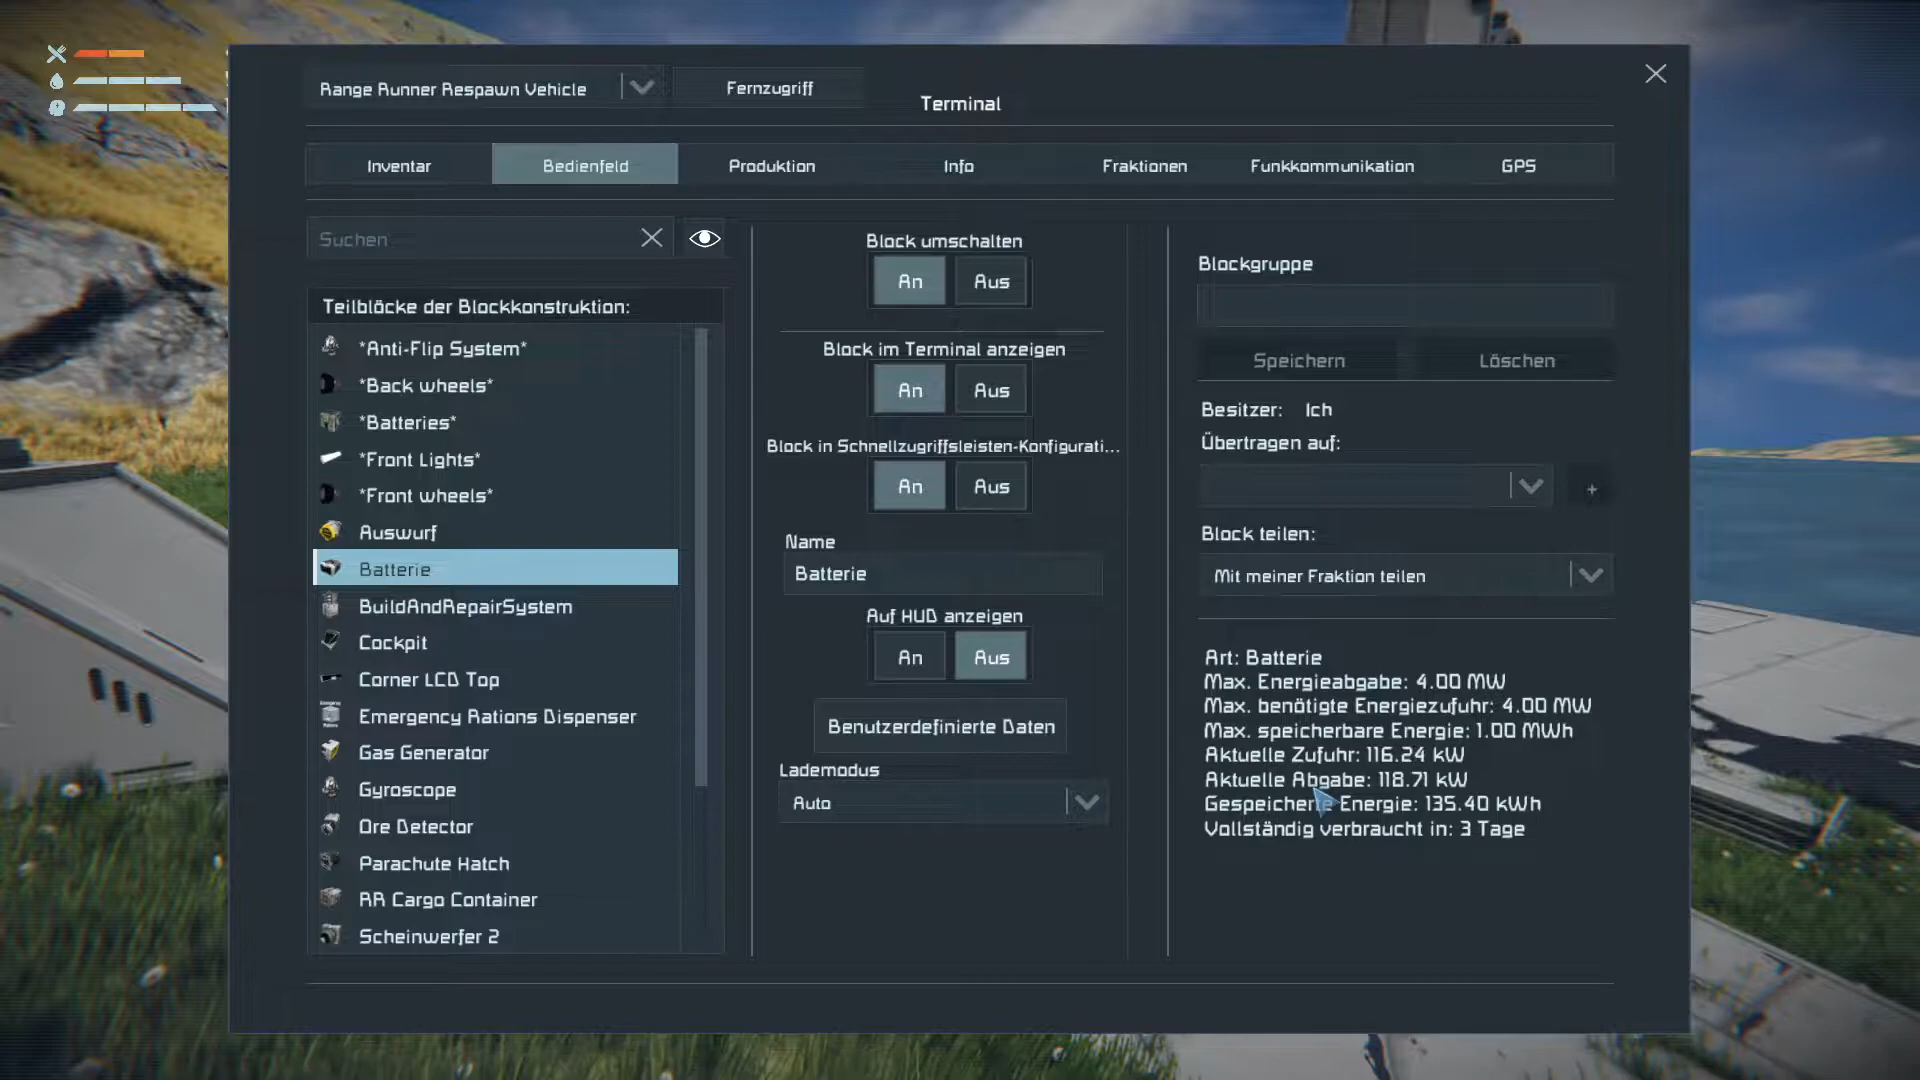 Range Runner Respawn Vehicle
Fernzugriff
Terminal
Inventar
Bedienfeld
Produktion
Info
Fraktionen
Funkkommunikation
GPS
Suchen
Teilblöcke der Blockkonstruktion:
*Anti-Flip System*
*Back wheels*
*Batteries*
*Front Lights*
*Front wheels*
Auswurf
Batterie
BuildAndRepairSystem
Cockpit
Corner LCD Top
Emergency Rations Dispenser
Gas Generator
Gyroscope
Ore Detector
Parachute Hatch
RR Cargo Container
Scheinwerfer 2
Block umschalten
An Aus
Block im Terminal anzeigen
An Aus
Block in Schnellzugriffsleisten-Konfigurati...
An Aus
Name
Batterie
Auf HUD anzeigen
An Aus
Benutzerdefinierte Daten
Lademodus
Auto
Blockgruppe
Speichern
Löschen
Besitzer: Ich
Übertragen auf:
+
Block teilen:
Mit meiner Fraktion teilen
Art: Batterie
Max. Energieabgabe: 4.00 MW
Max. benötigte Energiezufuhr: 4.00 MW
Max. speicherbare Energie: 1.00 MWh
Aktuelle Zufuhr: 116.24 kW
Aktuelle Abgabe: 118.71 kW
Gespeicherte Energie: 135.40 kWh
Vollständig verbraucht in: 3 Tage